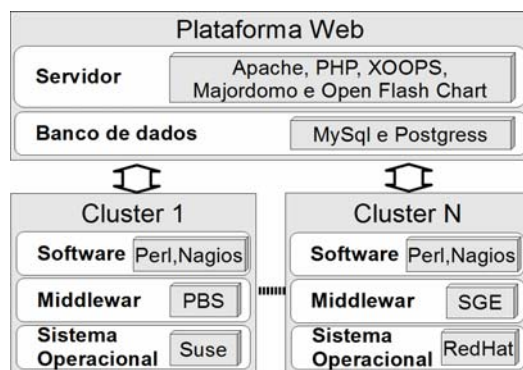 Plataforma Web
Servidor
Apache, PHP, XOOPS,
Majordomo e Open Flash Chart
Banco de dados
MySql e Postgress
Cluster 1
Software
Perl,Nagios
Middlewar
PBS
Sistema
Operacional
Suse
Cluster N
Software
Perl,Nagios
Middlewar
SGE
Sistema
Operacional
RedHat